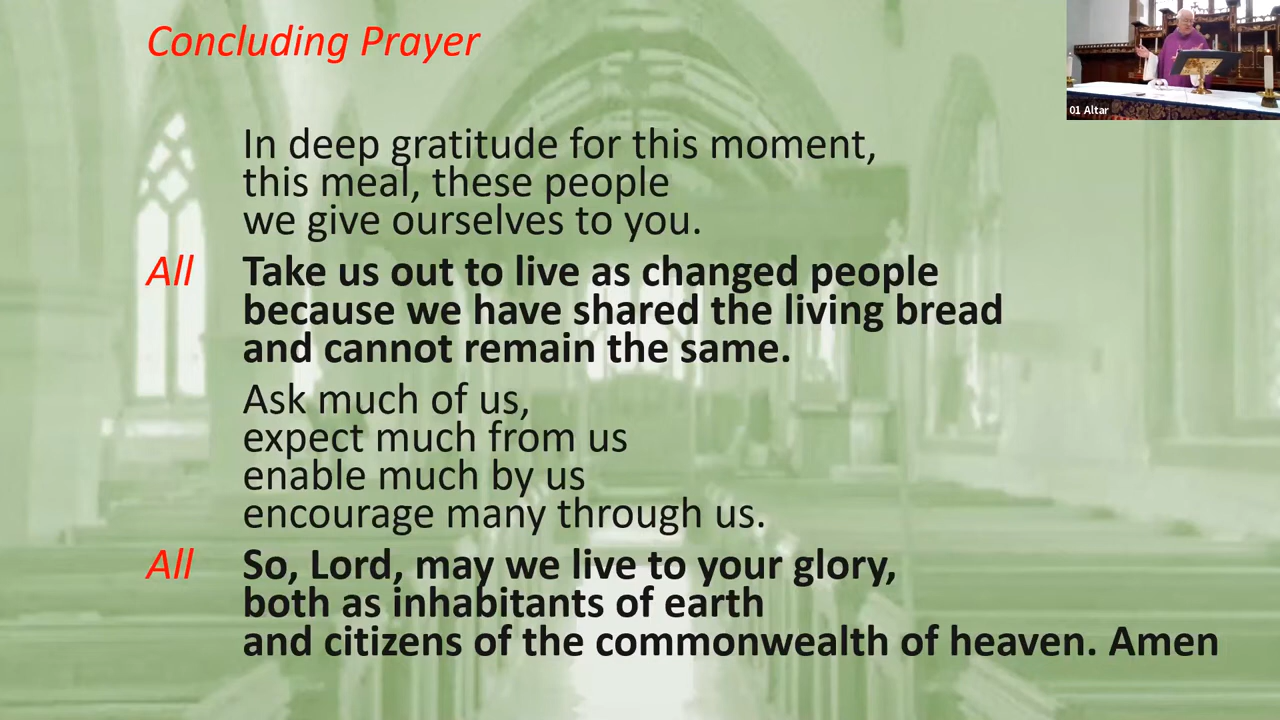 Concluding Prayer
01 Altar
In deep gratitude for this moment,
this meal, these people
we give ourselves to you.
All Take us out to live as changed people
because we have shared the living bread
and cannot remain the same.
Ask much of us,
expect much from us
enable much by us
encourage many through us.
All So, Lord, may we live to your glory,
both as inhabitants of earth
and citizens of the commonwealth of heaven. Amen